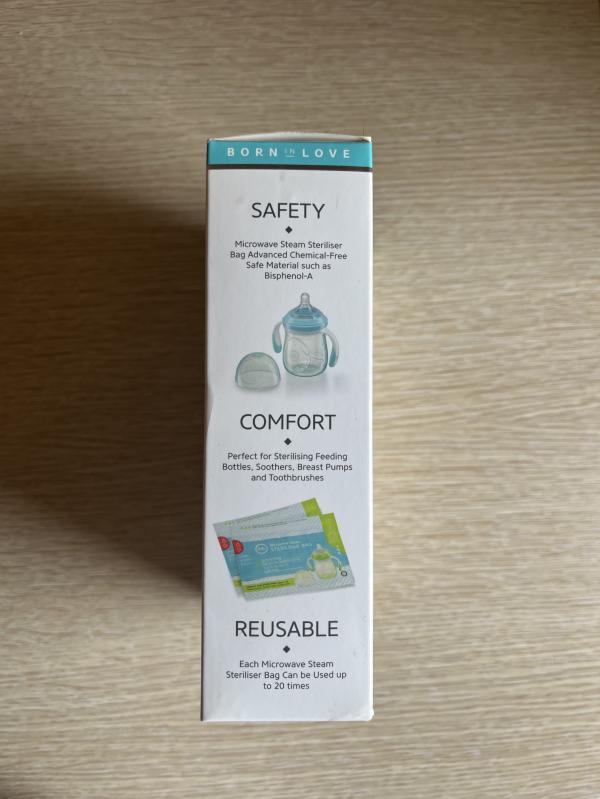 BORN IN LOVE
SAFETY
Microwave Steam Steriliser
Bag Advanced Chemical-Free
Safe Material such as
Bisphenol-A
COMFORT
Perfect for Sterilising Feeding
Bottles, Soothers, Breast Pumps
and Toothbrushes
STERILISER BAG
REUSABLE
Each Microwave Steam
Steriliser Bag Can be Used up
to 20 times